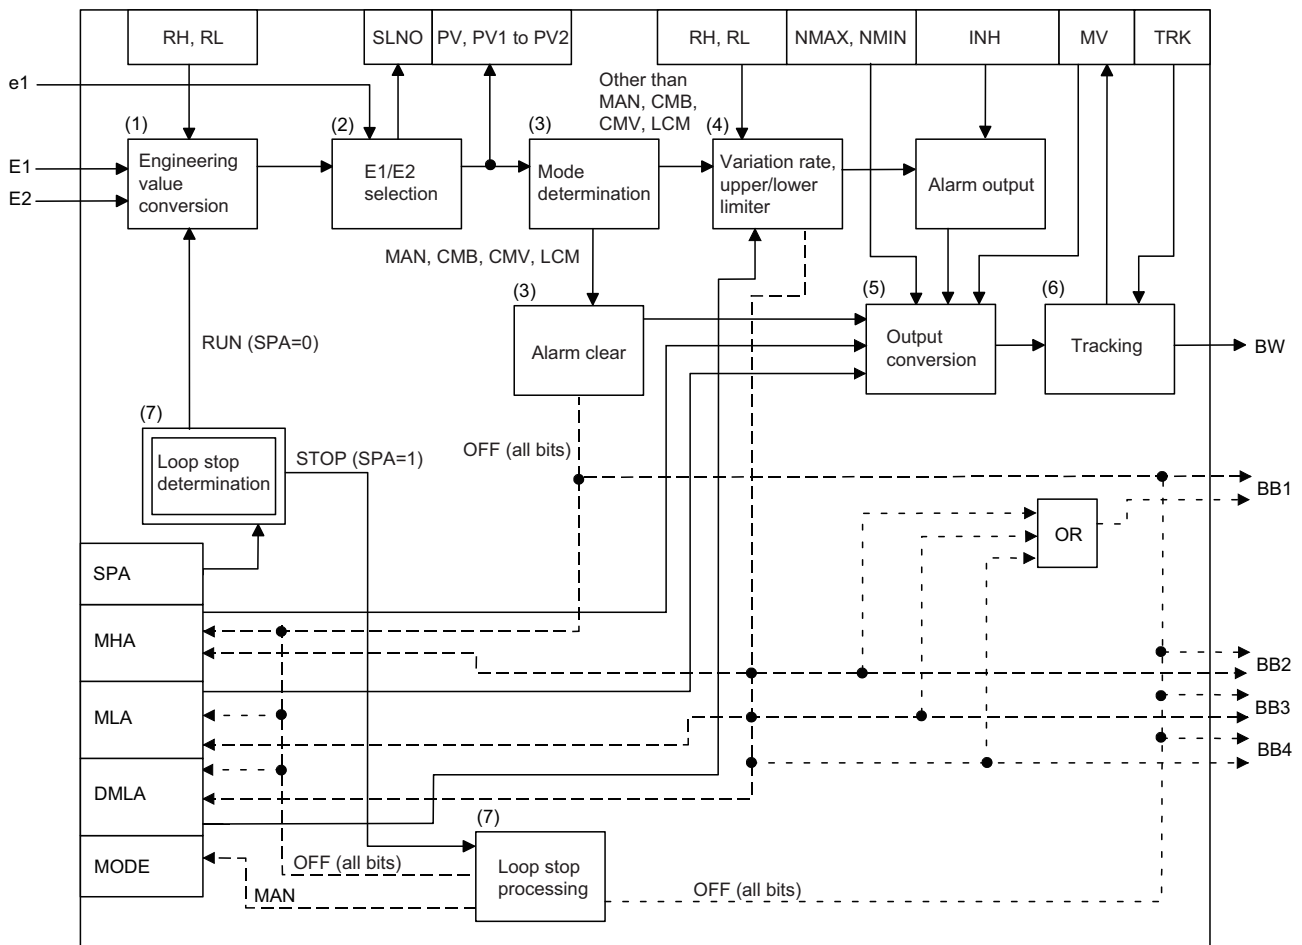 RH, RL
SLNO
PV, PV1 to PV2
RH, RL
NMAX, NMIN
INH
MV
TRK
e1
Other than
MAN, CMB,
CMV, LCM
(1)
(2)
(3)
(4)
E1
E2
Engineering
value
conversion
E1/E2
selection
Mode
determination
Variation rate,
upper/lower
limiter
Alarm output
MAN, CMB, CMV, LCM
(3)
(5)
(6)
RUN (SPA=0)
Alarm clear
Output
conversion
Tracking
BW
(7)
Loop stop
determination
STOP (SPA=1)
OFF (all bits)
BB1
OR
SPA
MHA
BB2
MLA
BB3
BB4
DMLA
(7)
MODE
OFF (all bits)
MAN
Loop stop
processing
OFF (all bits)